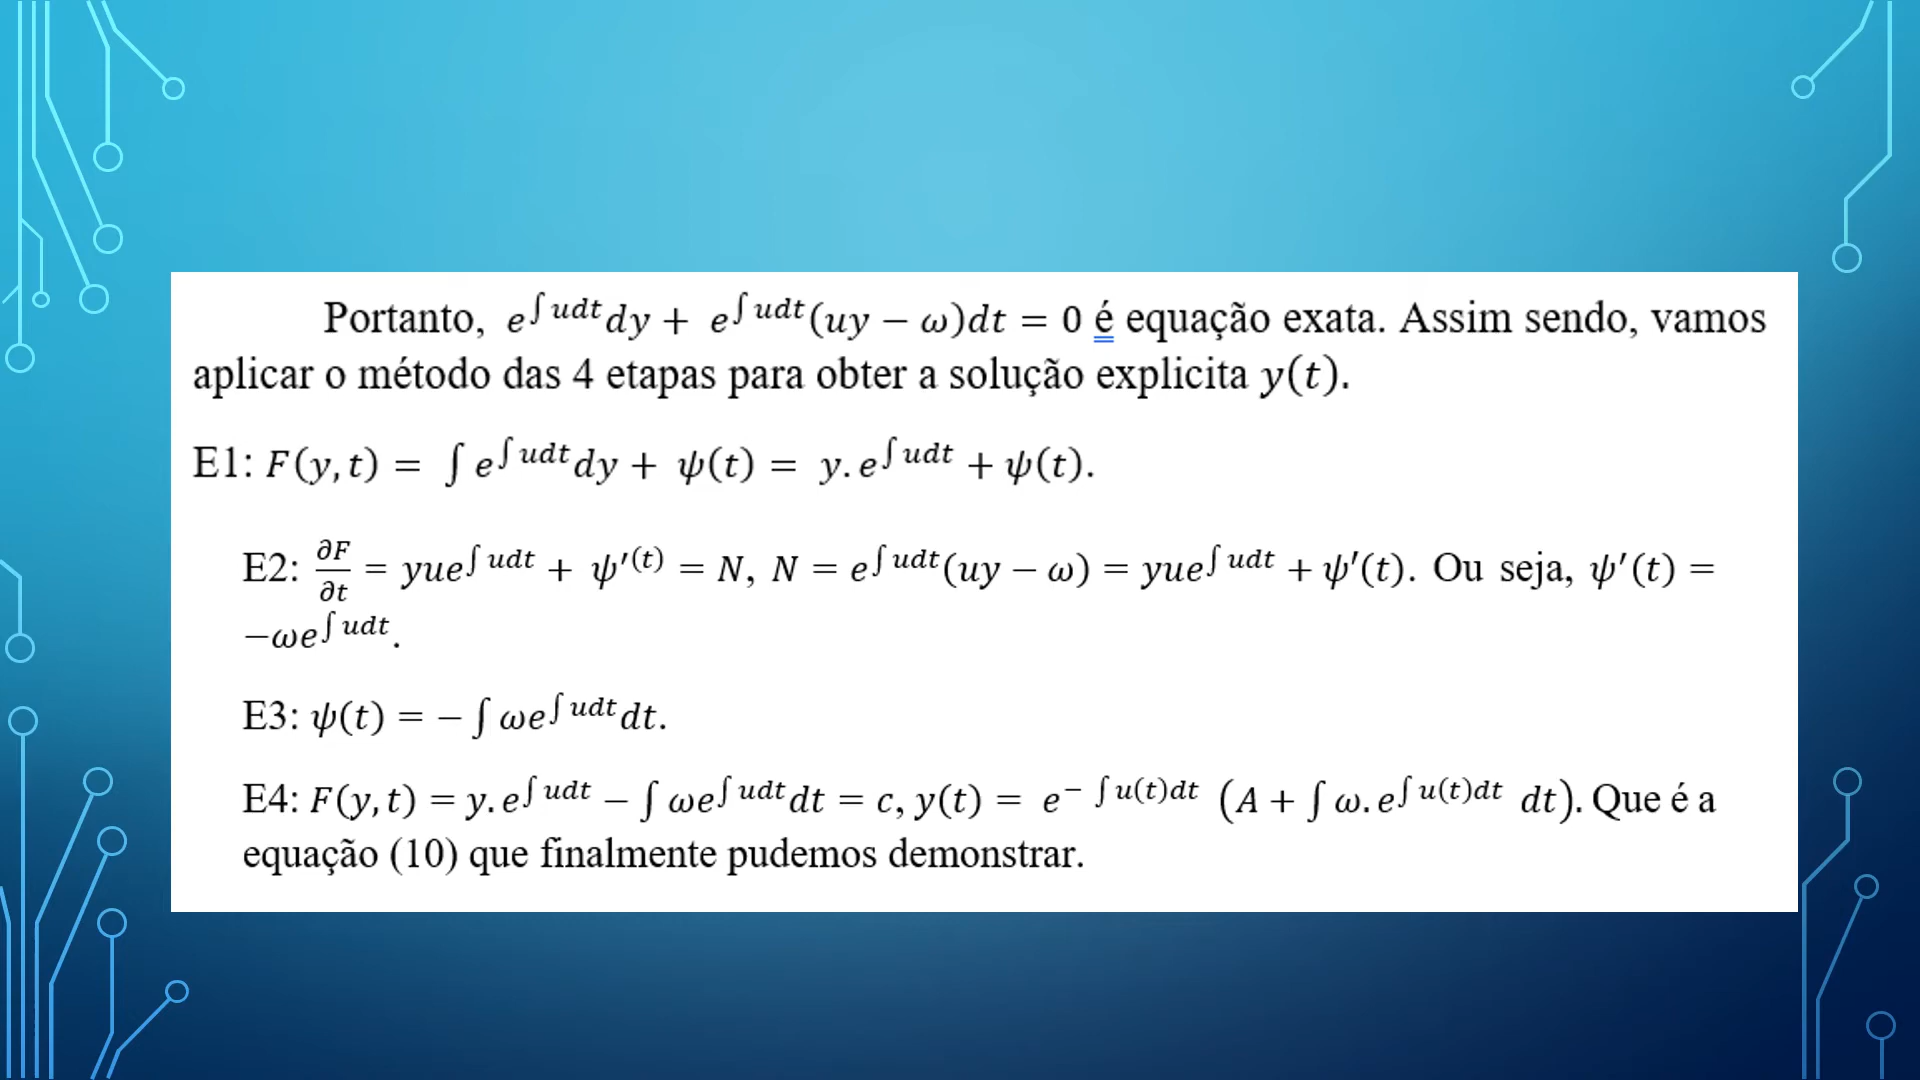 Portanto, e^{∫udt}dy + e^{∫udt}(uy − ω)dt = 0 é equação exata. Assim sendo, vamos
aplicar o método das 4 etapas para obter a solução explicita y(t).
E1: F(y,t) = ∫e^{∫udt}dy + ψ(t) = y.e^{∫udt} + ψ(t).
E2: ∂F/∂t = yue^{∫udt} + ψ′^{(t)} = N, N = e^{∫udt}(uy − ω) = yue^{∫udt} + ψ′(t). Ou seja, ψ′(t) =
−ωe^{∫udt}.
E3: ψ(t) = − ∫ωe^{∫udt}dt.
E4: F(y,t) = y.e^{∫udt} − ∫ωe^{∫udt}dt = c, y(t) = e^{− ∫u(t)dt} (A + ∫ω.e^{∫u(t)dt} dt). Que é a
equação (10) que finalmente pudemos demonstrar.